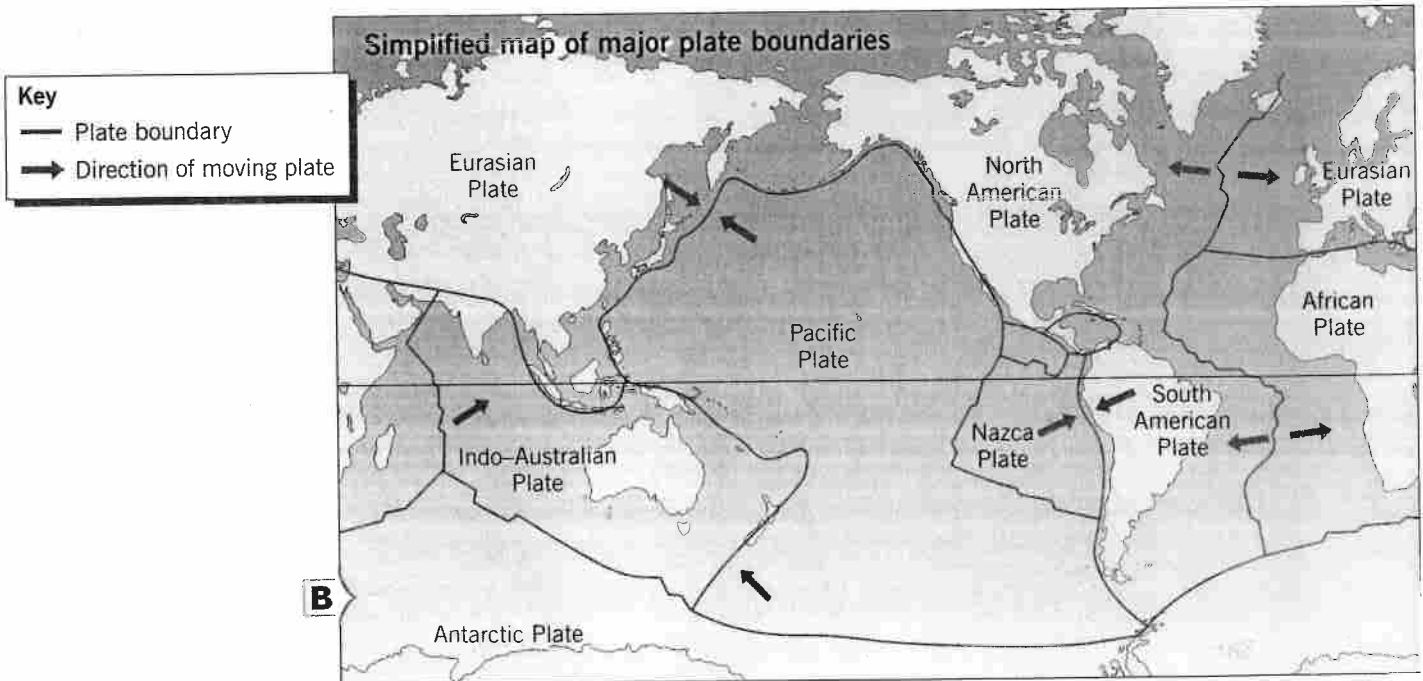 Simplified map of major plate boundaries
Key
Plate boundary
Direction of moving plate
Eurasian
Plate
North
American
Plate
Eurasian
Plate
African
Plate
Pacific
Plate
South
American
Plate
Nazca
Plate
Indo–Australian
Plate
B
Antarctic Plate